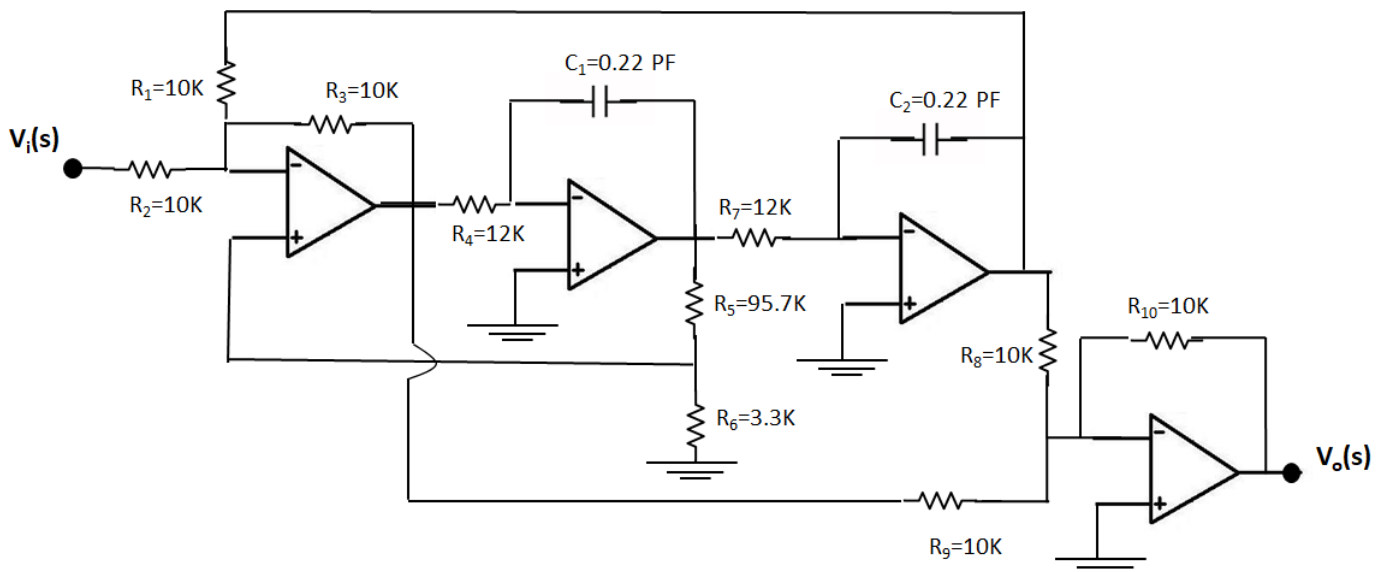 C₁=0.22 PF
R₁=10K
R₃=10K
C₂=0.22 PF
Vᵢ(s)
R₂=10K
R₄=12K
R₇=12K
R₅=95.7K
R₁₀=10K
R₈=10K
R₆=3.3K
Vₒ(s)
R₉=10K